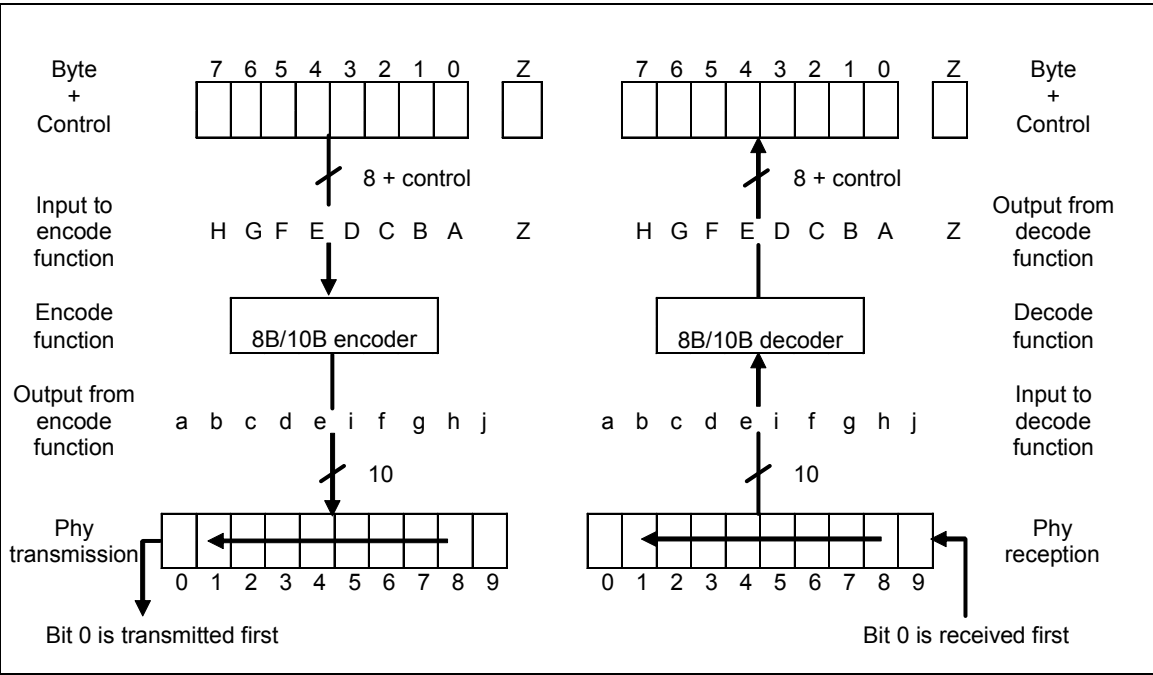 Byte + Control
7 6 5 4 3 2 1 0 Z
7 6 5 4 3 2 1 0 Z
Byte + Control
8 + control
8 + control
Input to
encode
function
H G F E D C B A Z
H G F E D C B A Z
Output from
decode
function
Encode
function
8B/10B encoder
8B/10B decoder
Decode
function
Output from
encode
function
a b c d e i f g h j
a b c d e i f g h j
Input to
decode
function
10
10
Phy
transmission
Phy
reception
0 1 2 3 4 5 6 7 8 9
0 1 2 3 4 5 6 7 8 9
Bit 0 is transmitted first
Bit 0 is received first